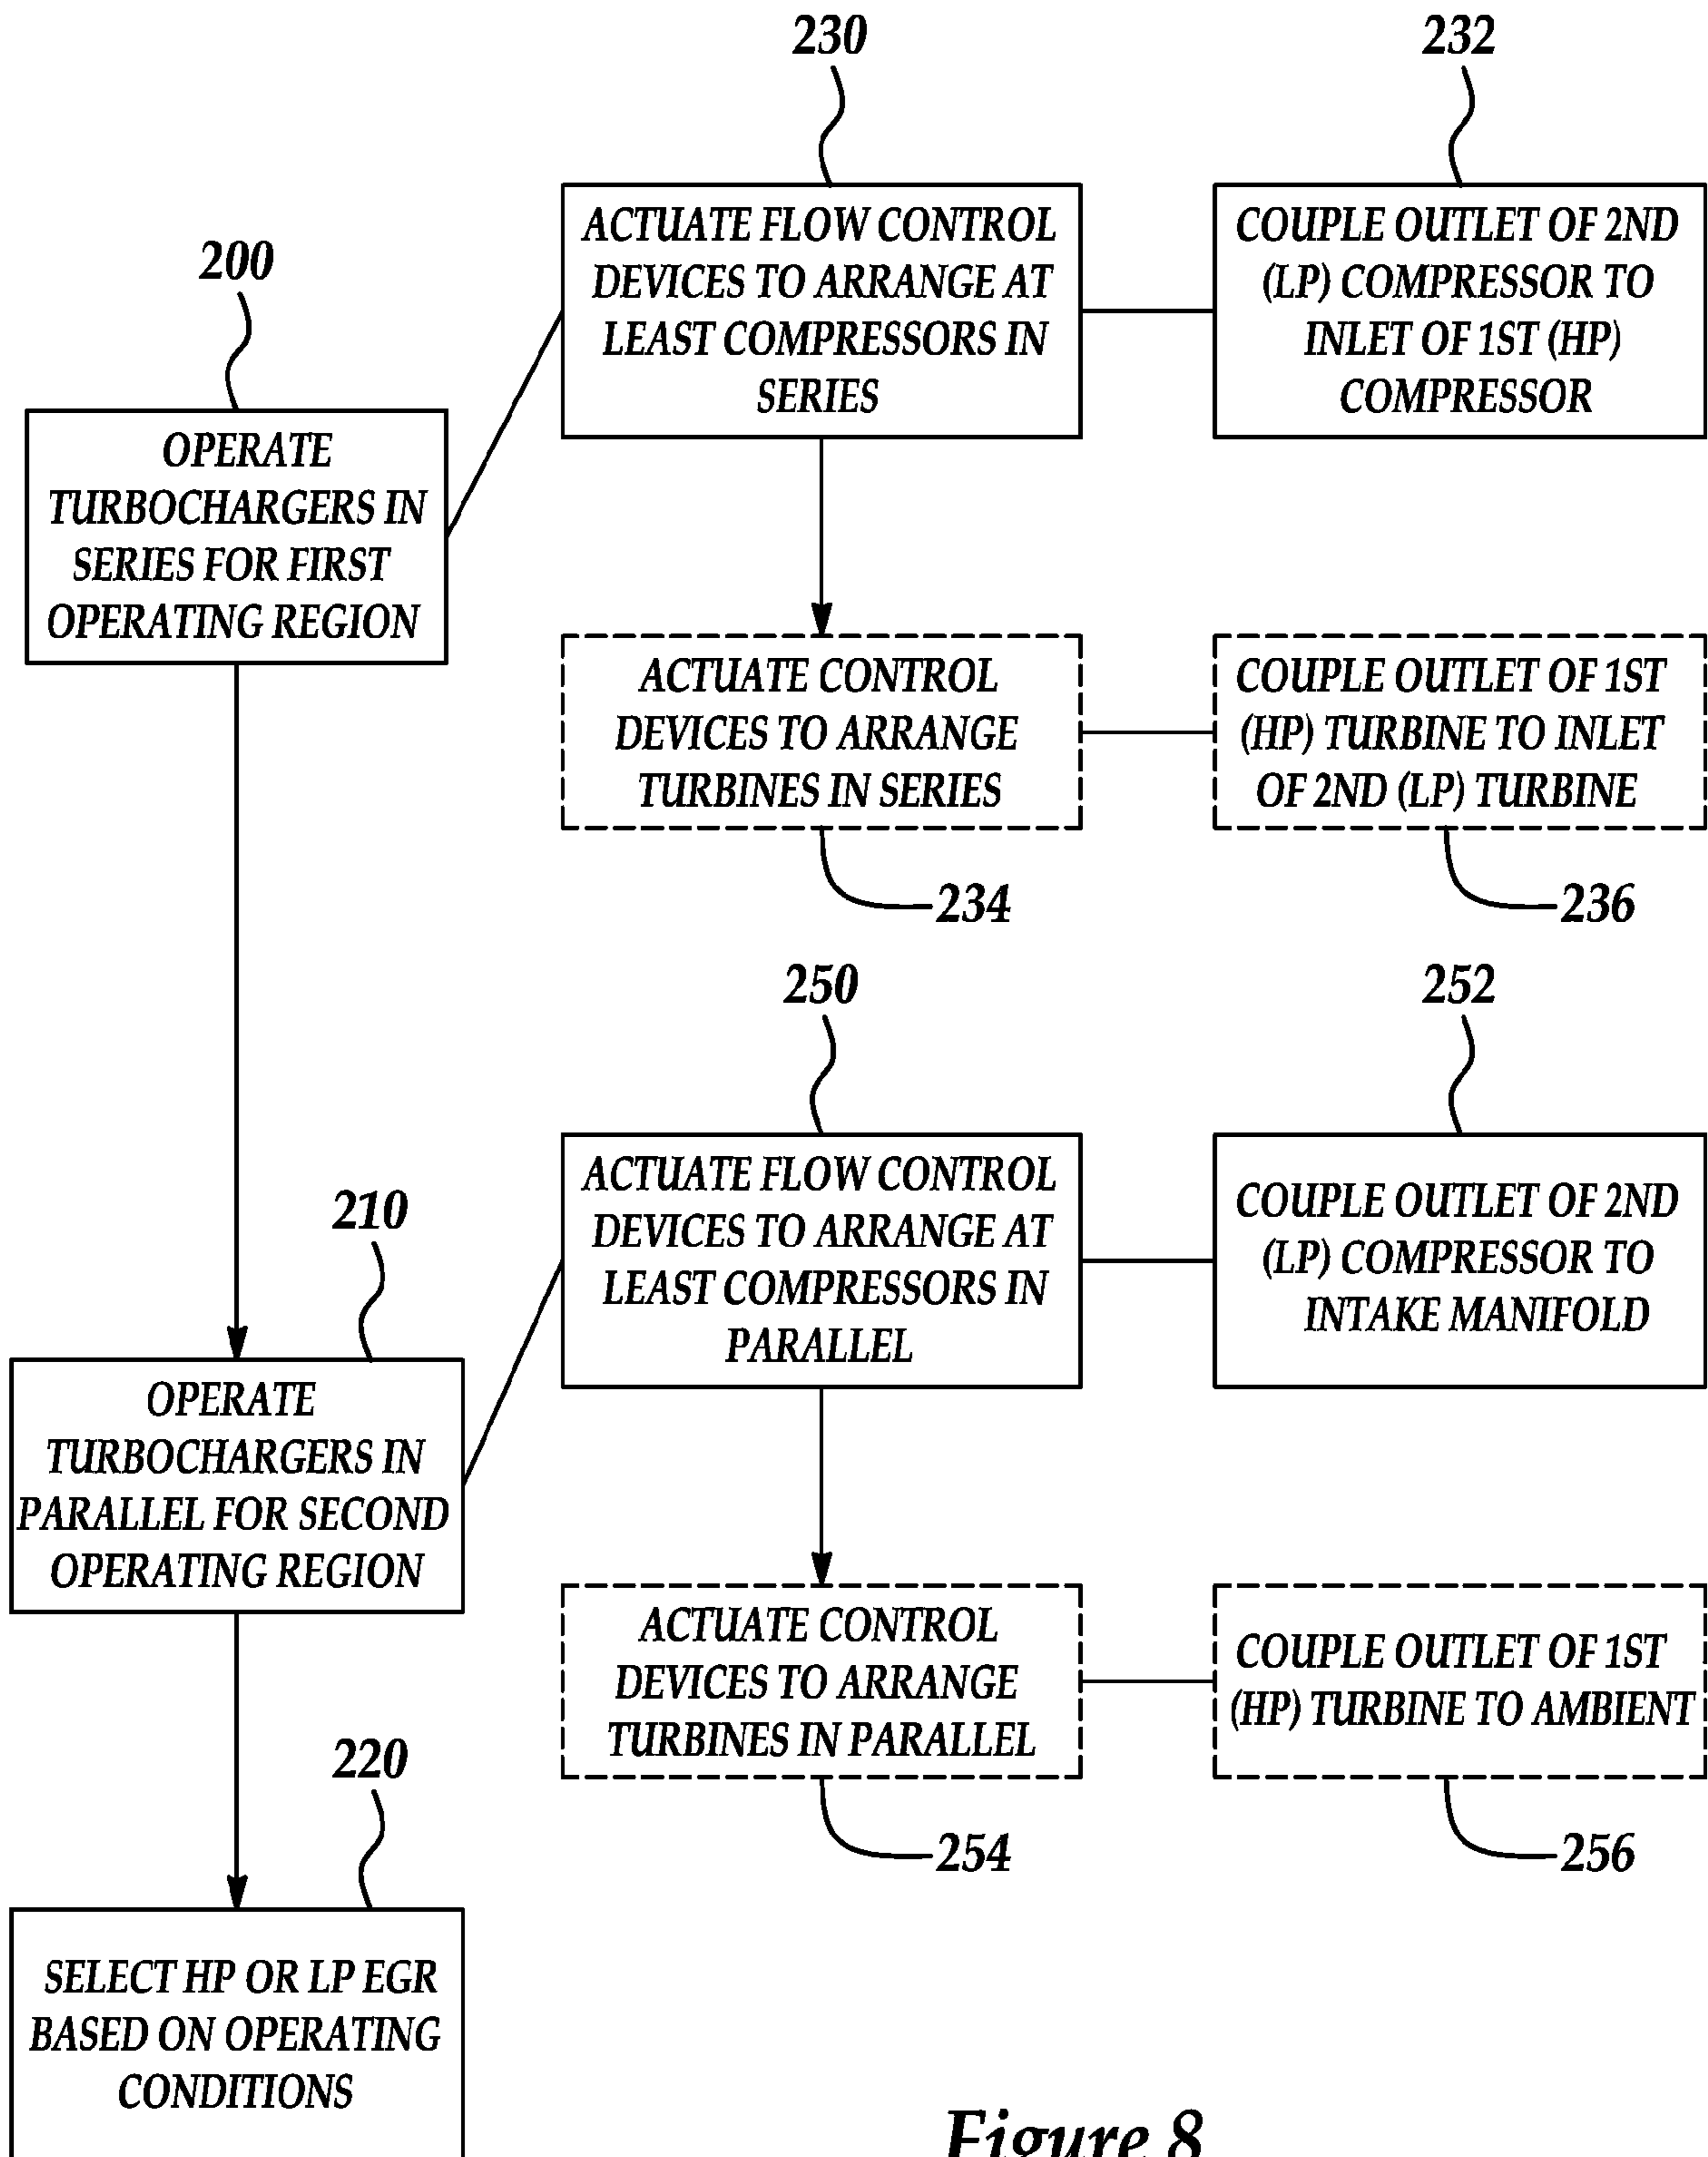 230
232
ACTUATE FLOW CONTROL
DEVICES TO ARRANGE AT
LEAST COMPRESSORS IN
SERIES
COUPLE OUTLET OF 2ND
(LP) COMPRESSOR TO
INLET OF 1ST (HP)
COMPRESSOR
200
OPERATE
TURBOCHARGERS IN
SERIES FOR FIRST
OPERATING REGION
ACTUATE CONTROL
DEVICES TO ARRANGE
TURBINES IN SERIES
COUPLE OUTLET OF 1ST
(HP) TURBINE TO INLET
OF 2ND (LP) TURBINE
234
236
250
252
ACTUATE FLOW CONTROL
DEVICES TO ARRANGE AT
LEAST COMPRESSORS IN
PARALLEL
COUPLE OUTLET OF 2ND
(LP) COMPRESSOR TO
INTAKE MANIFOLD
210
OPERATE
TURBOCHARGERS IN
PARALLEL FOR SECOND
OPERATING REGION
ACTUATE CONTROL
DEVICES TO ARRANGE
TURBINES IN PARALLEL
COUPLE OUTLET OF 1ST
(HP) TURBINE TO AMBIENT
254
256
220
SELECT HP OR LP EGR
BASED ON OPERATING
CONDITIONS
Figure 8